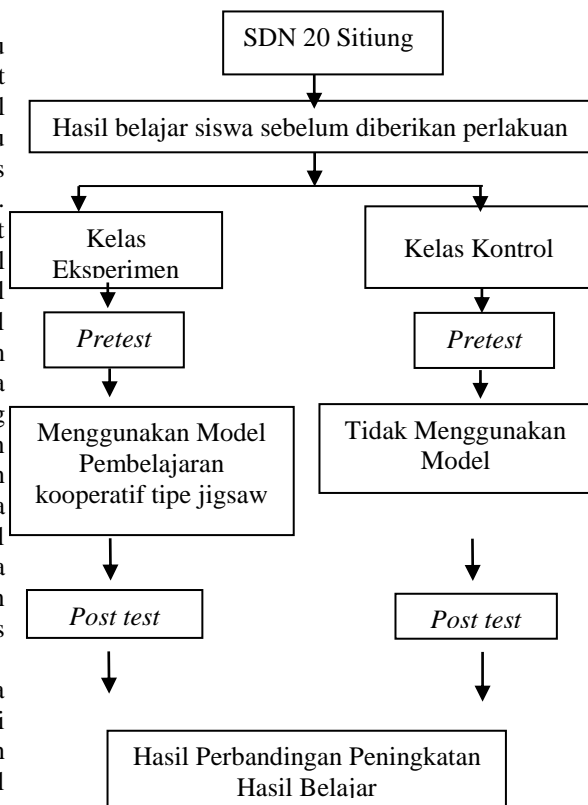 SDN 20 Sitiung
Hasil belajar siswa sebelum diberikan perlakuan
Kelas
Eksperimen
Kelas Kontrol
Pretest
Pretest
Menggunakan Model
Pembelajaran
kooperatif tipe jigsaw
Tidak Menggunakan
Model
Post test
Post test
Hasil Perbandingan Peningkatan
Hasil Belajar